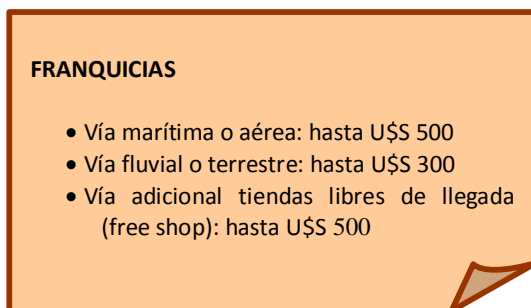 FRANQUICIAS
• Vía marítima o aérea: hasta U$S 500
• Vía fluvial o terrestre: hasta U$S 300
• Vía adicional tiendas libres de llegada
(free shop): hasta U$S 500